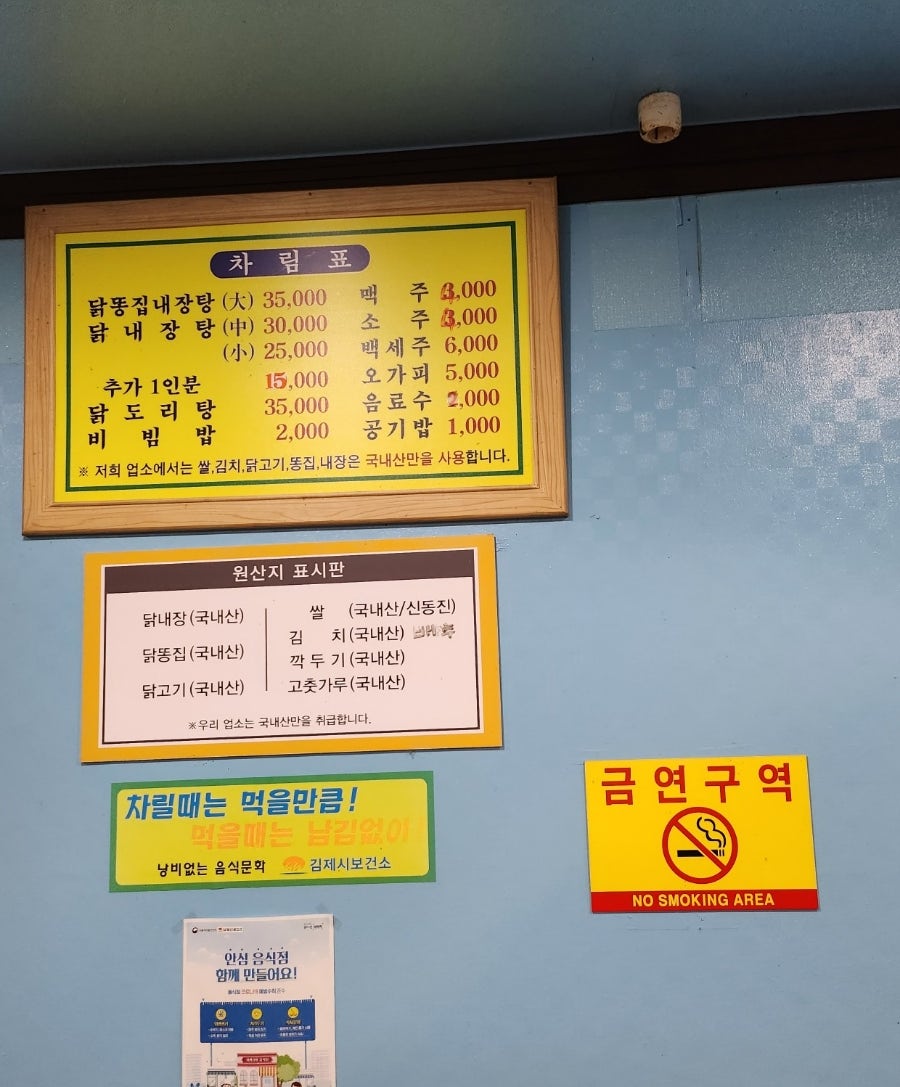 차 림 표
닭똥집내장탕 (大) 35,000
닭 내 장 탕 (中) 30,000
(小) 25,000
추가 1인분 15,000
닭 도 리 탕 35,000
비 빔 밥 2,000
맥 주 ,000
소 주 ,000
백세주 6,000
오가피 5,000
음료수 2,000
공기밥 1,000
※ 저희 업소에서는 쌀,김치,닭고기,똥집,내장은 국내산만을 사용합니다.
원산지 표시판
닭내장(국내산)
닭똥집(국내산)
닭고기(국내산)
쌀 (국내산/신동진)
김 치(국내산)
깍 두 기(국내산)
고춧가루(국내산)
※우리 업소는 국내산만을 취급합니다.
차릴때는 먹을만큼!
먹을때는 남김없이
낭비없는 음식문화 김제시보건소
금연구역
NO SMOKING AREA
안심 음식점
함께 만들어요!